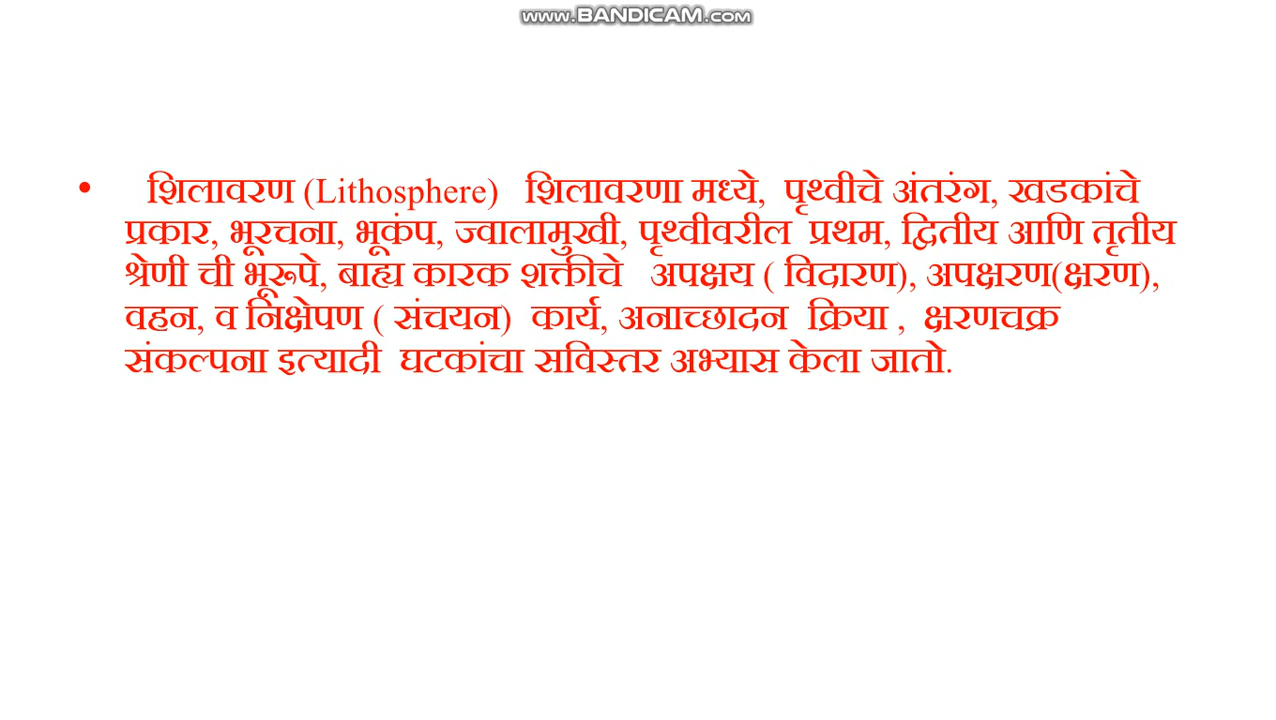 www.BANDICAM.com
• शिलावरण (Lithosphere) शिलावरणा मध्ये, पृथ्वीचे अंतरंग, खडकांचे
प्रकार, भूरचना, भूकंप, ज्वालामुखी, पृथ्वीवरील प्रथम, द्वितीय आणि तृतीय
श्रेणी ची भूरूपे, बाह्य कारक शक्तीचे अपक्षय ( विदारण), अपक्षरण(क्षरण),
वहन, व निक्षेपण ( संचयन) कार्य, अनाच्छादन क्रिया , क्षरणचक्र
संकल्पना इत्यादी घटकांचा सविस्तर अभ्यास केला जातो.